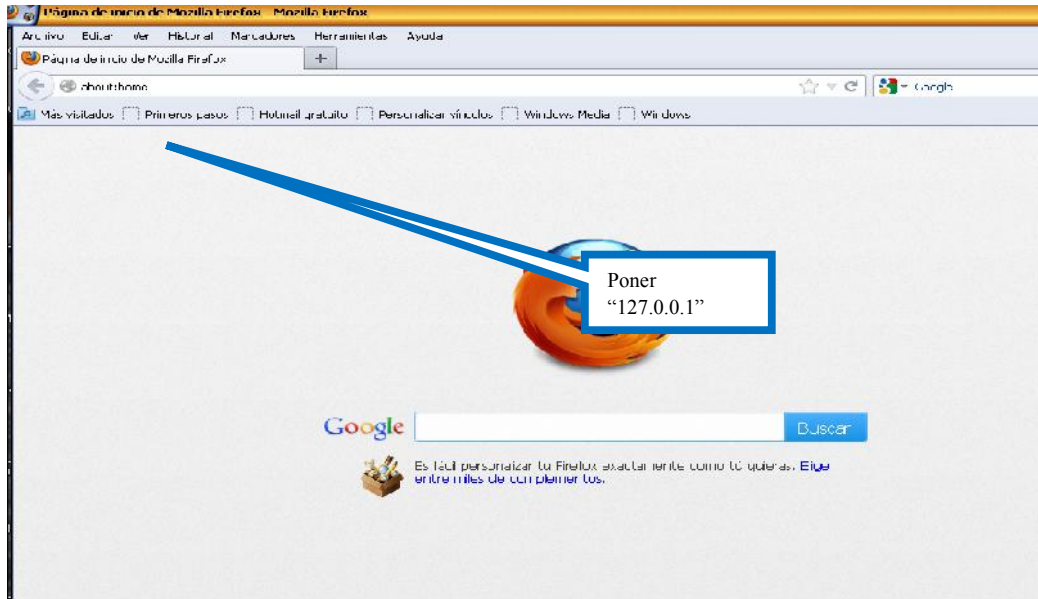 Página de inicio de Mozilla Firefox - Mozilla Firefox
Archivo Editar Ver Historial Marcadores Herramientas Ayuda
Página de inicio de Mozilla Firefox +
about:home Google
Más visitados Primeros pasos Hotmail gratuito Personalizar vínculos Windows Media Windows
Poner
“127.0.0.1”
Google Buscar
Es fácil personalizar tu Firefox exactamente como tú quieras. Elige
entre miles de complementos.